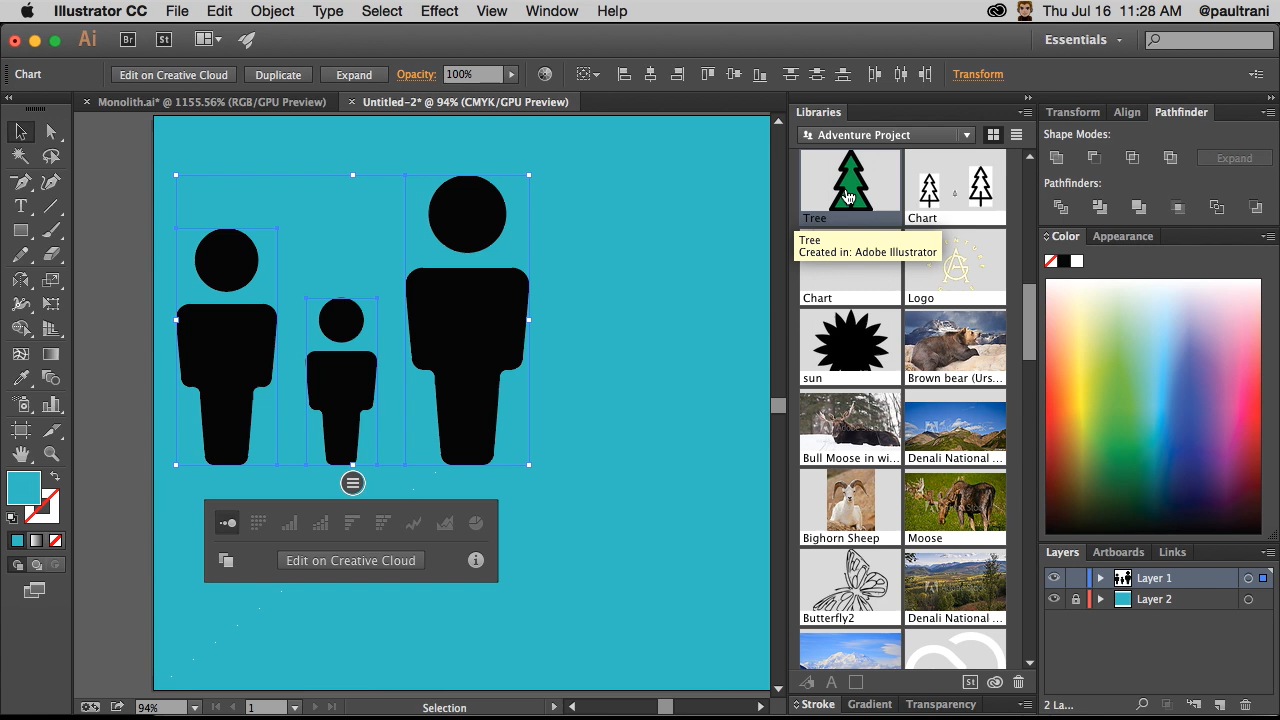 Illustrator CC File Edit Object Type Select Effect View Window Help Thu Jul 16 11:28 AM @paultrani
Ai Br St Essentials
Chart Edit on Creative Cloud Duplicate Expand Opacity: 100% Transform
Monolith.ai* @ 1155.56% (RGB/GPU Preview) Untitled-2* @ 94% (CMYK/GPU Preview)
Libraries
Adventure Project
Tree Chart
Tree
Created in: Adobe Illustrator
Chart Logo
sun Brown bear (Urs...
Bull Moose in wi... Denali National ...
Bighorn Sheep Moose
Butterfly2 Denali National ...
Edit on Creative Cloud
Transform Align Pathfinder
Shape Modes:
Expand
Pathfinders:
Color Appearance
Layers Artboards Links
Layer 1
Layer 2
2 La...
St
Stroke Gradient Transparency
94% 1 Selection